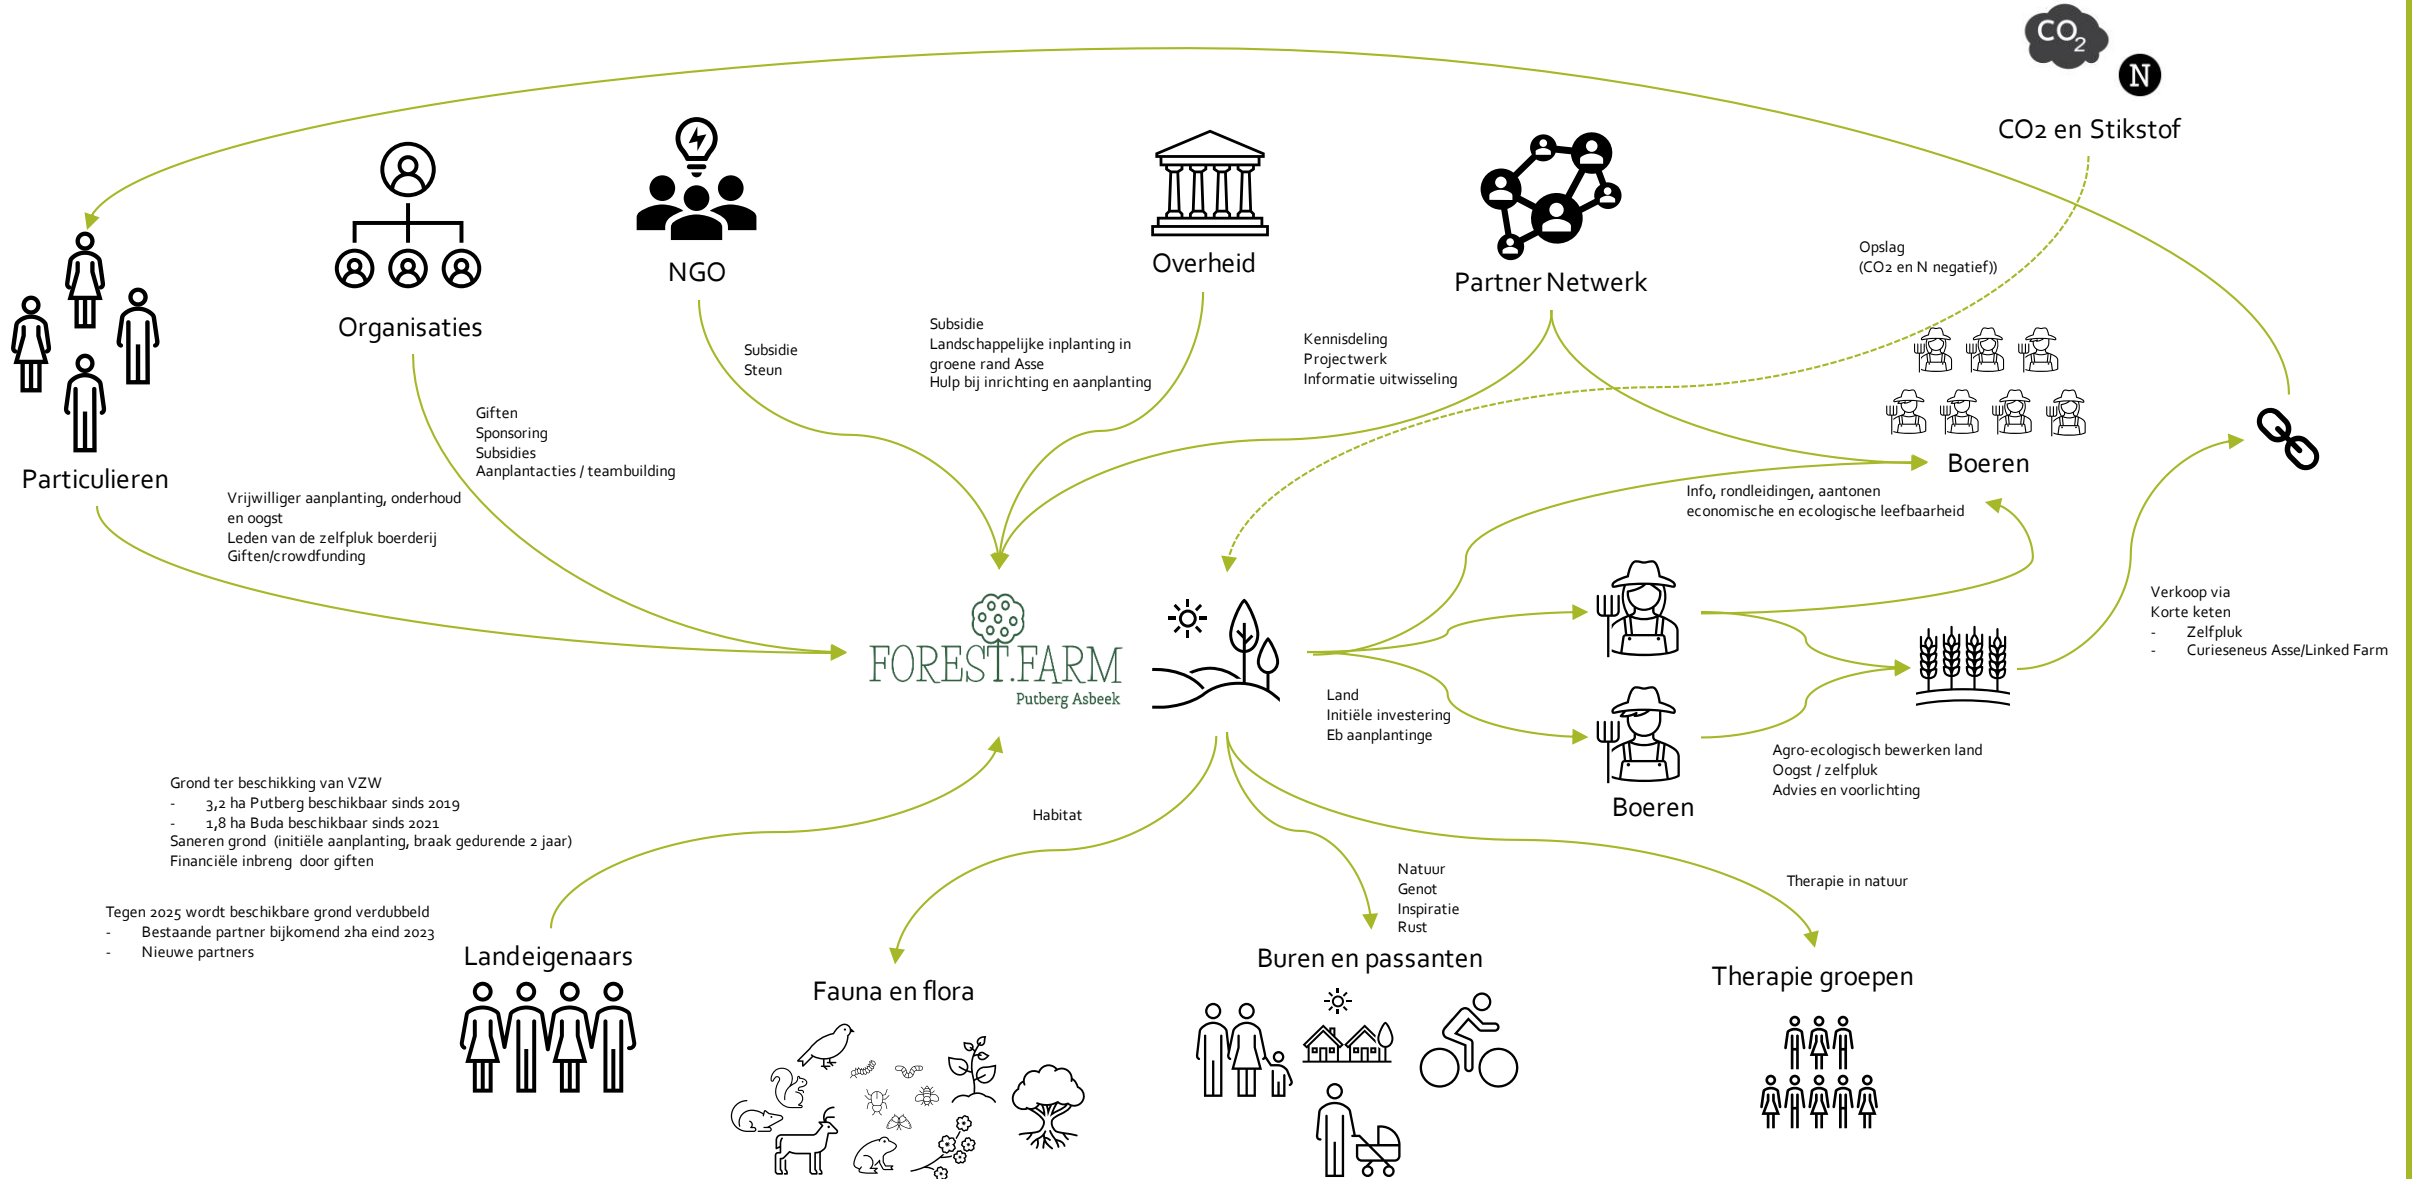 CO2
N
CO2 en Stikstof
NGO
Overheid
Partner Netwerk
Organisaties
Particulieren
Opslag
(CO2 en N negatief))
Subsidie
Steun
Subsidie
Landschappelijke inplanting in
groene rand Asse
Hulp bij inrichting en aanplanting
Kennisdeling
Projectwerk
Informatie uitwisseling
Giften
Sponsoring
Subsidies
Aanplantacties / teambuilding
Vrijwilliger aanplanting, onderhoud
en oogst
Leden van de zelfpluk boerderij
Giften/crowdfunding
Boeren
Info, rondleidingen, aantonen
economische en ecologische leefbaarheid
Verkoop via
Korte keten
- Zelfpluk
- Curieseneus Asse/Linked Farm
FOREST.FARM
Putberg Asbeek
Land
Initiële investering
Eb aanplantinge
Boeren
Agro-ecologisch bewerken land
Oogst / zelfpluk
Advies en voorlichting
Grond ter beschikking van VZW
- 3,2 ha Putberg beschikbaar sinds 2019
- 1,8 ha Buda beschikbaar sinds 2021
Saneren grond (initiële aanplanting, braak gedurende 2 jaar)
Financiële inbreng door giften
Tegen 2025 wordt beschikbare grond verdubbeld
- Bestaande partner bijkomend 2ha eind 2023
- Nieuwe partners
Habitat
Natuur
Genot
Inspiratie
Rust
Therapie in natuur
Landeigenaars
Fauna en flora
Buren en passanten
Therapie groepen